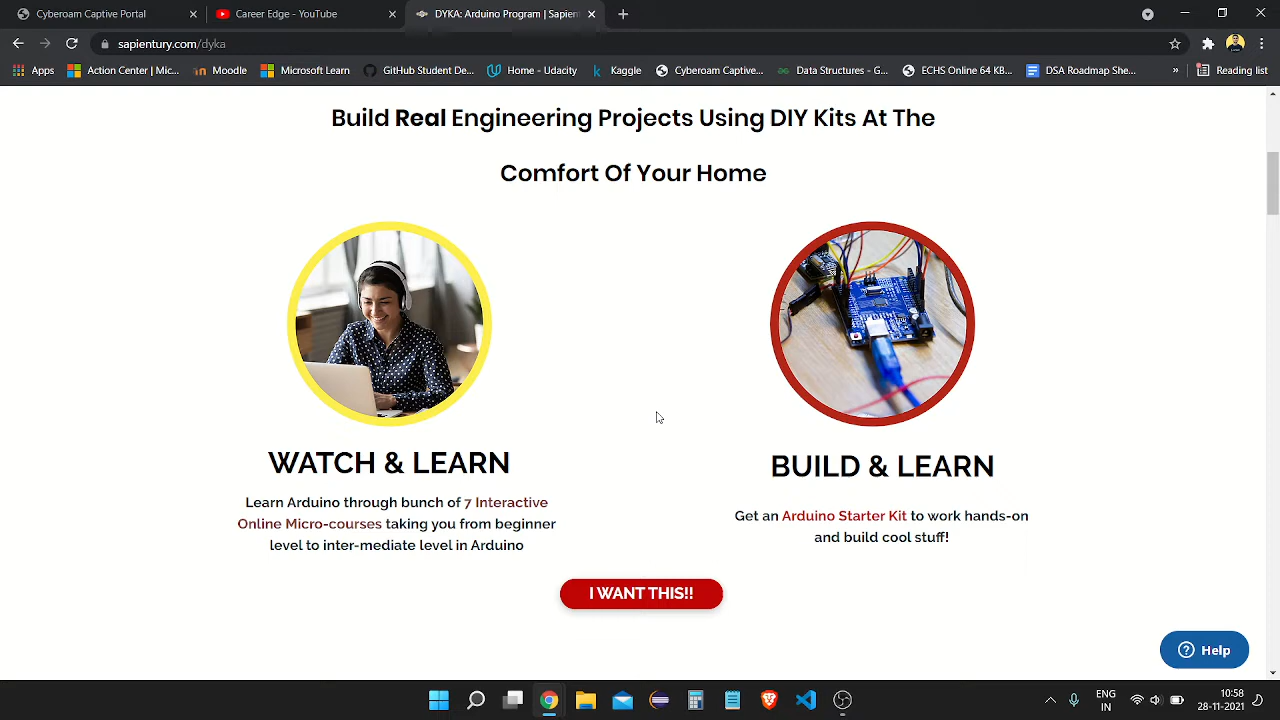 Cyberoam Captive Portal
Career Edge - YouTube
DYKA: Arduino Program | Sapient
sapientury.com/dyka
Apps
Action Center | Mic...
Moodle
Microsoft Learn
GitHub Student De...
Home - Udacity
Kaggle
Cyberoam Captive...
Data Structures - G...
ECHS Online 64 KB...
DSA Roadmap She...
»
Reading list
Build Real Engineering Projects Using DIY Kits At The
Comfort Of Your Home
WATCH & LEARN
Learn Arduino through bunch of 7 Interactive
Online Micro-courses taking you from beginner
level to inter-mediate level in Arduino
BUILD & LEARN
Get an Arduino Starter Kit to work hands-on
and build cool stuff!
I WANT THIS!!
Help
ENG
IN
10:58
28-11-2021